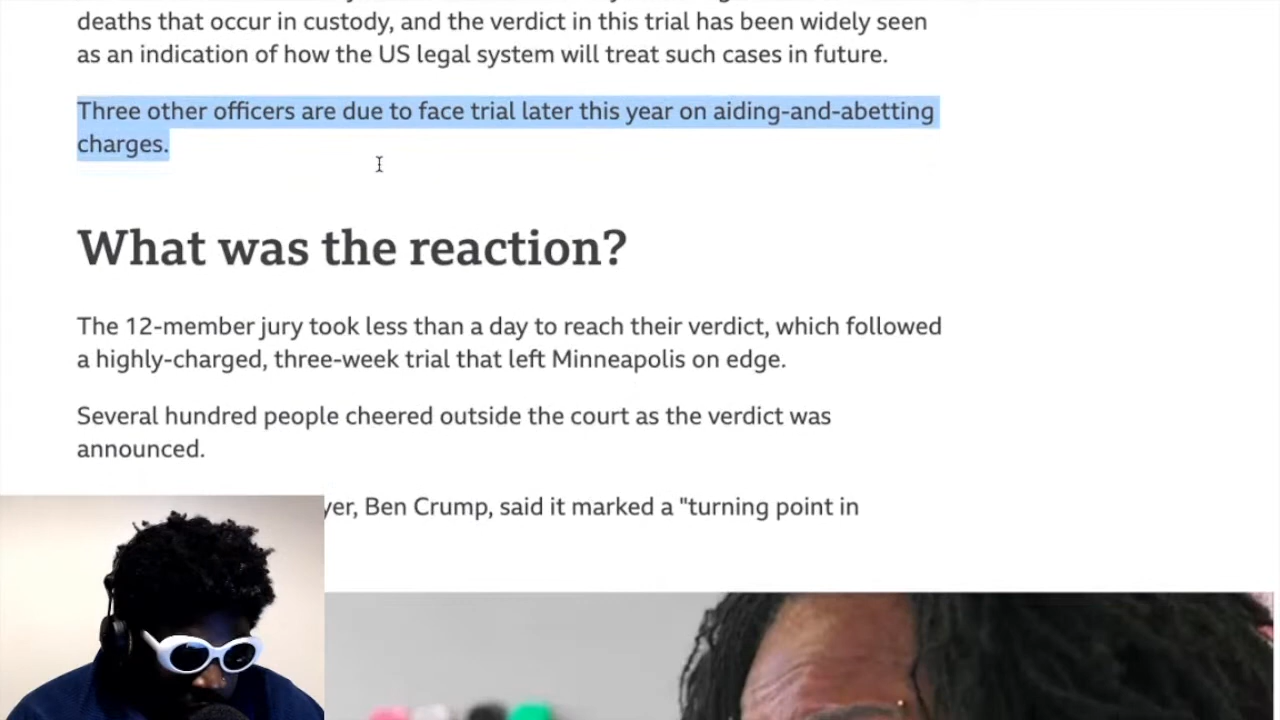 deaths that occur in custody, and the verdict in this trial has been widely seen
as an indication of how the US legal system will treat such cases in future.
Three other officers are due to face trial later this year on aiding-and-abetting
charges.
What was the reaction?
The 12-member jury took less than a day to reach their verdict, which followed
a highly-charged, three-week trial that left Minneapolis on edge.
Several hundred people cheered outside the court as the verdict was
announced.
yer, Ben Crump, said it marked a "turning point in